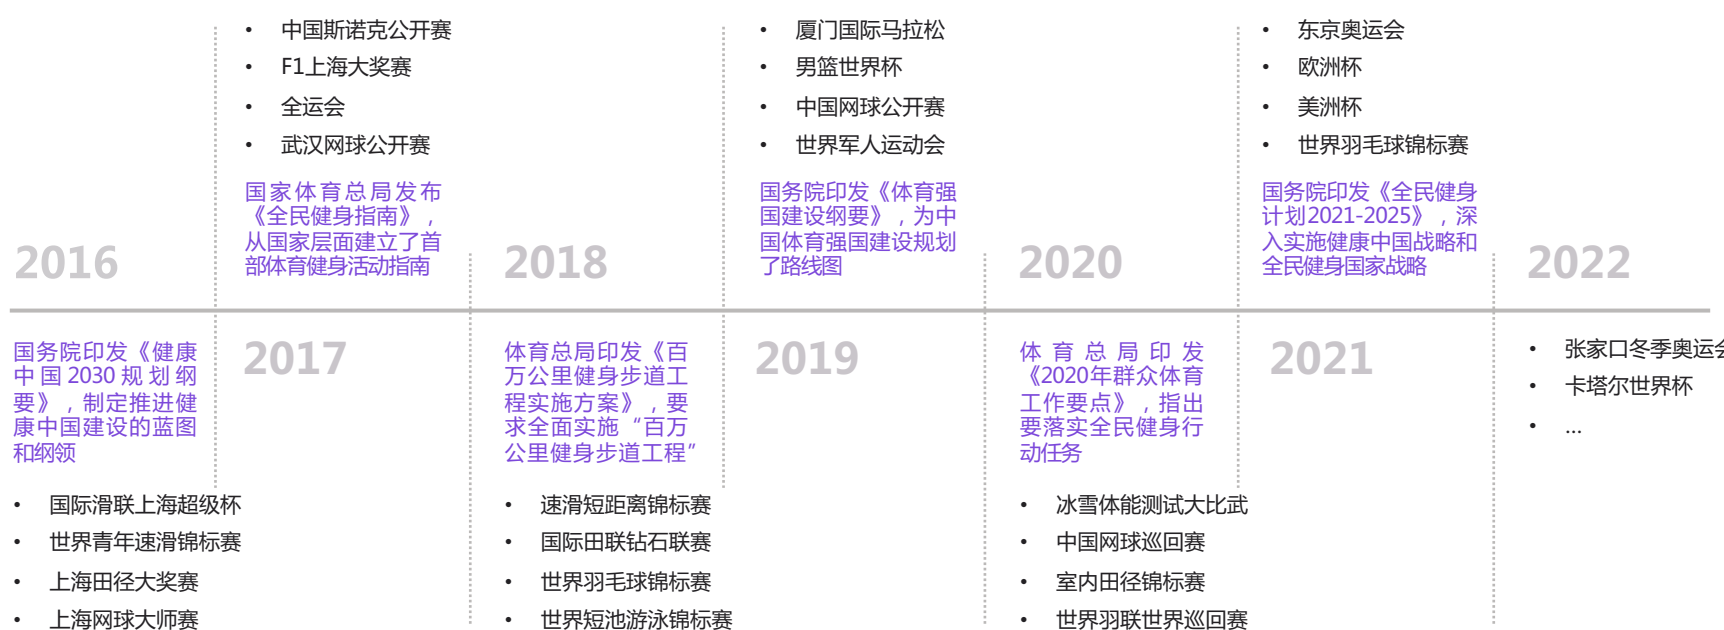 2016
国务院印发《健康
中国2030规划纲
要》，制定推进健
康中国建设的蓝图
和纲领
• 国际滑联上海超级杯
• 世界青年速滑锦标赛
• 上海田径大奖赛
• 上海网球大师赛
• 中国斯诺克公开赛
• F1上海大奖赛
• 全运会
• 武汉网球公开赛
国家体育总局发布
《全民健身指南》，
从国家层面建立了首
部体育健身活动指南
2017
2018
体育总局印发《百
万公里健身步道工
程实施方案》，要
求全面实施“百万
公里健身步道工程”
• 速滑短距离锦标赛
• 国际田联钻石联赛
• 世界羽毛球锦标赛
• 世界短池游泳锦标赛
• 厦门国际马拉松
• 男篮世界杯
• 中国网球公开赛
• 世界军人运动会
国务院印发《体育强
国建设纲要》，为中
国体育强国建设规划
了路线图
2019
2020
体育总局印发
《2020年群众体育
工作要点》，指出
要落实全民健身行
动任务
• 冰雪体能测试大比武
• 中国网球巡回赛
• 室内田径锦标赛
• 世界羽联世界巡回赛
• 东京奥运会
• 欧洲杯
• 美洲杯
• 世界羽毛球锦标赛
国务院印发《全民健身
计划2021-2025》，深
入实施健康中国战略和
全民健身国家战略
2021
2022
• 张家口冬季奥运会
• 卡塔尔世界杯
• ...